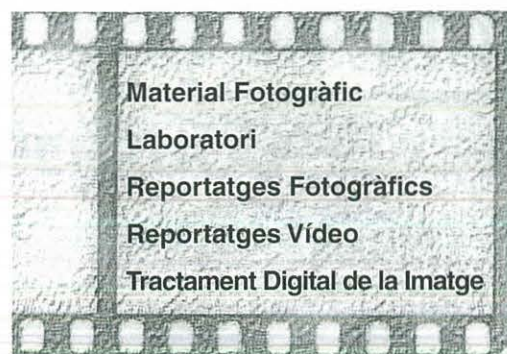 Material Fotogràfic
Laboratori
Reportatges Fotogràfics
Reportatges Vídeo
Tractament Digital de la Imatge